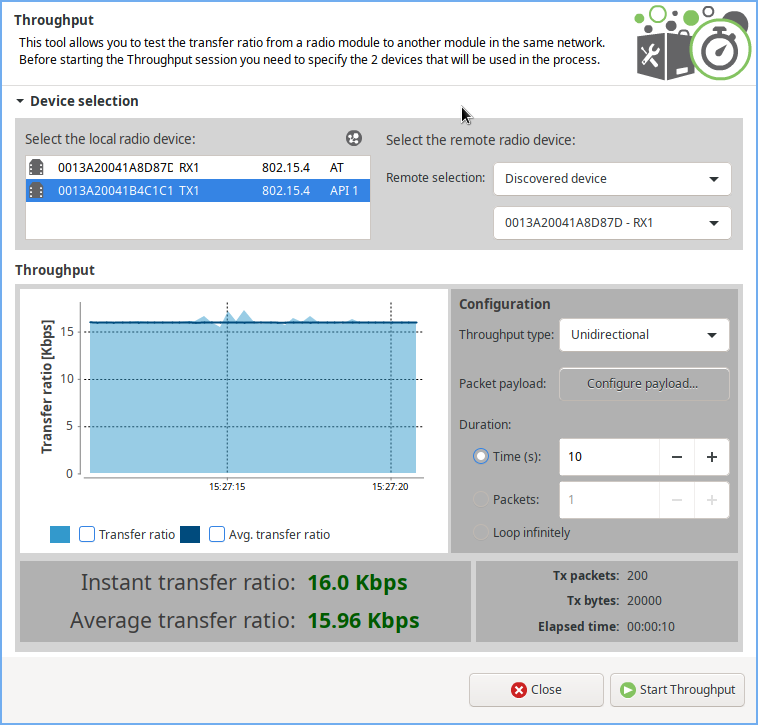 Throughput
This tool allows you to test the transfer ratio from a radio module to another module in the same network.
Before starting the Throughput session you need to specify the 2 devices that will be used in the process.
Device selection
Select the local radio device:
0013A20041A8D87D RX1 802.15.4 AT
0013A20041B4C1C1 TX1 802.15.4 API 1
Select the remote radio device:
Remote selection: Discovered device
0013A20041A8D87D - RX1
Throughput
Transfer ratio [Kbps]
15
10
5
0
15:27:15 15:27:20
Transfer ratio Avg. transfer ratio
Configuration
Throughput type: Unidirectional
Packet payload: Configure payload...
Duration:
Time (s): 10
Packets: 1
Loop infinitely
Instant transfer ratio: 16.0 Kbps
Average transfer ratio: 15.96 Kbps
Tx packets: 200
Tx bytes: 20000
Elapsed time: 00:00:10
Close Start Throughput